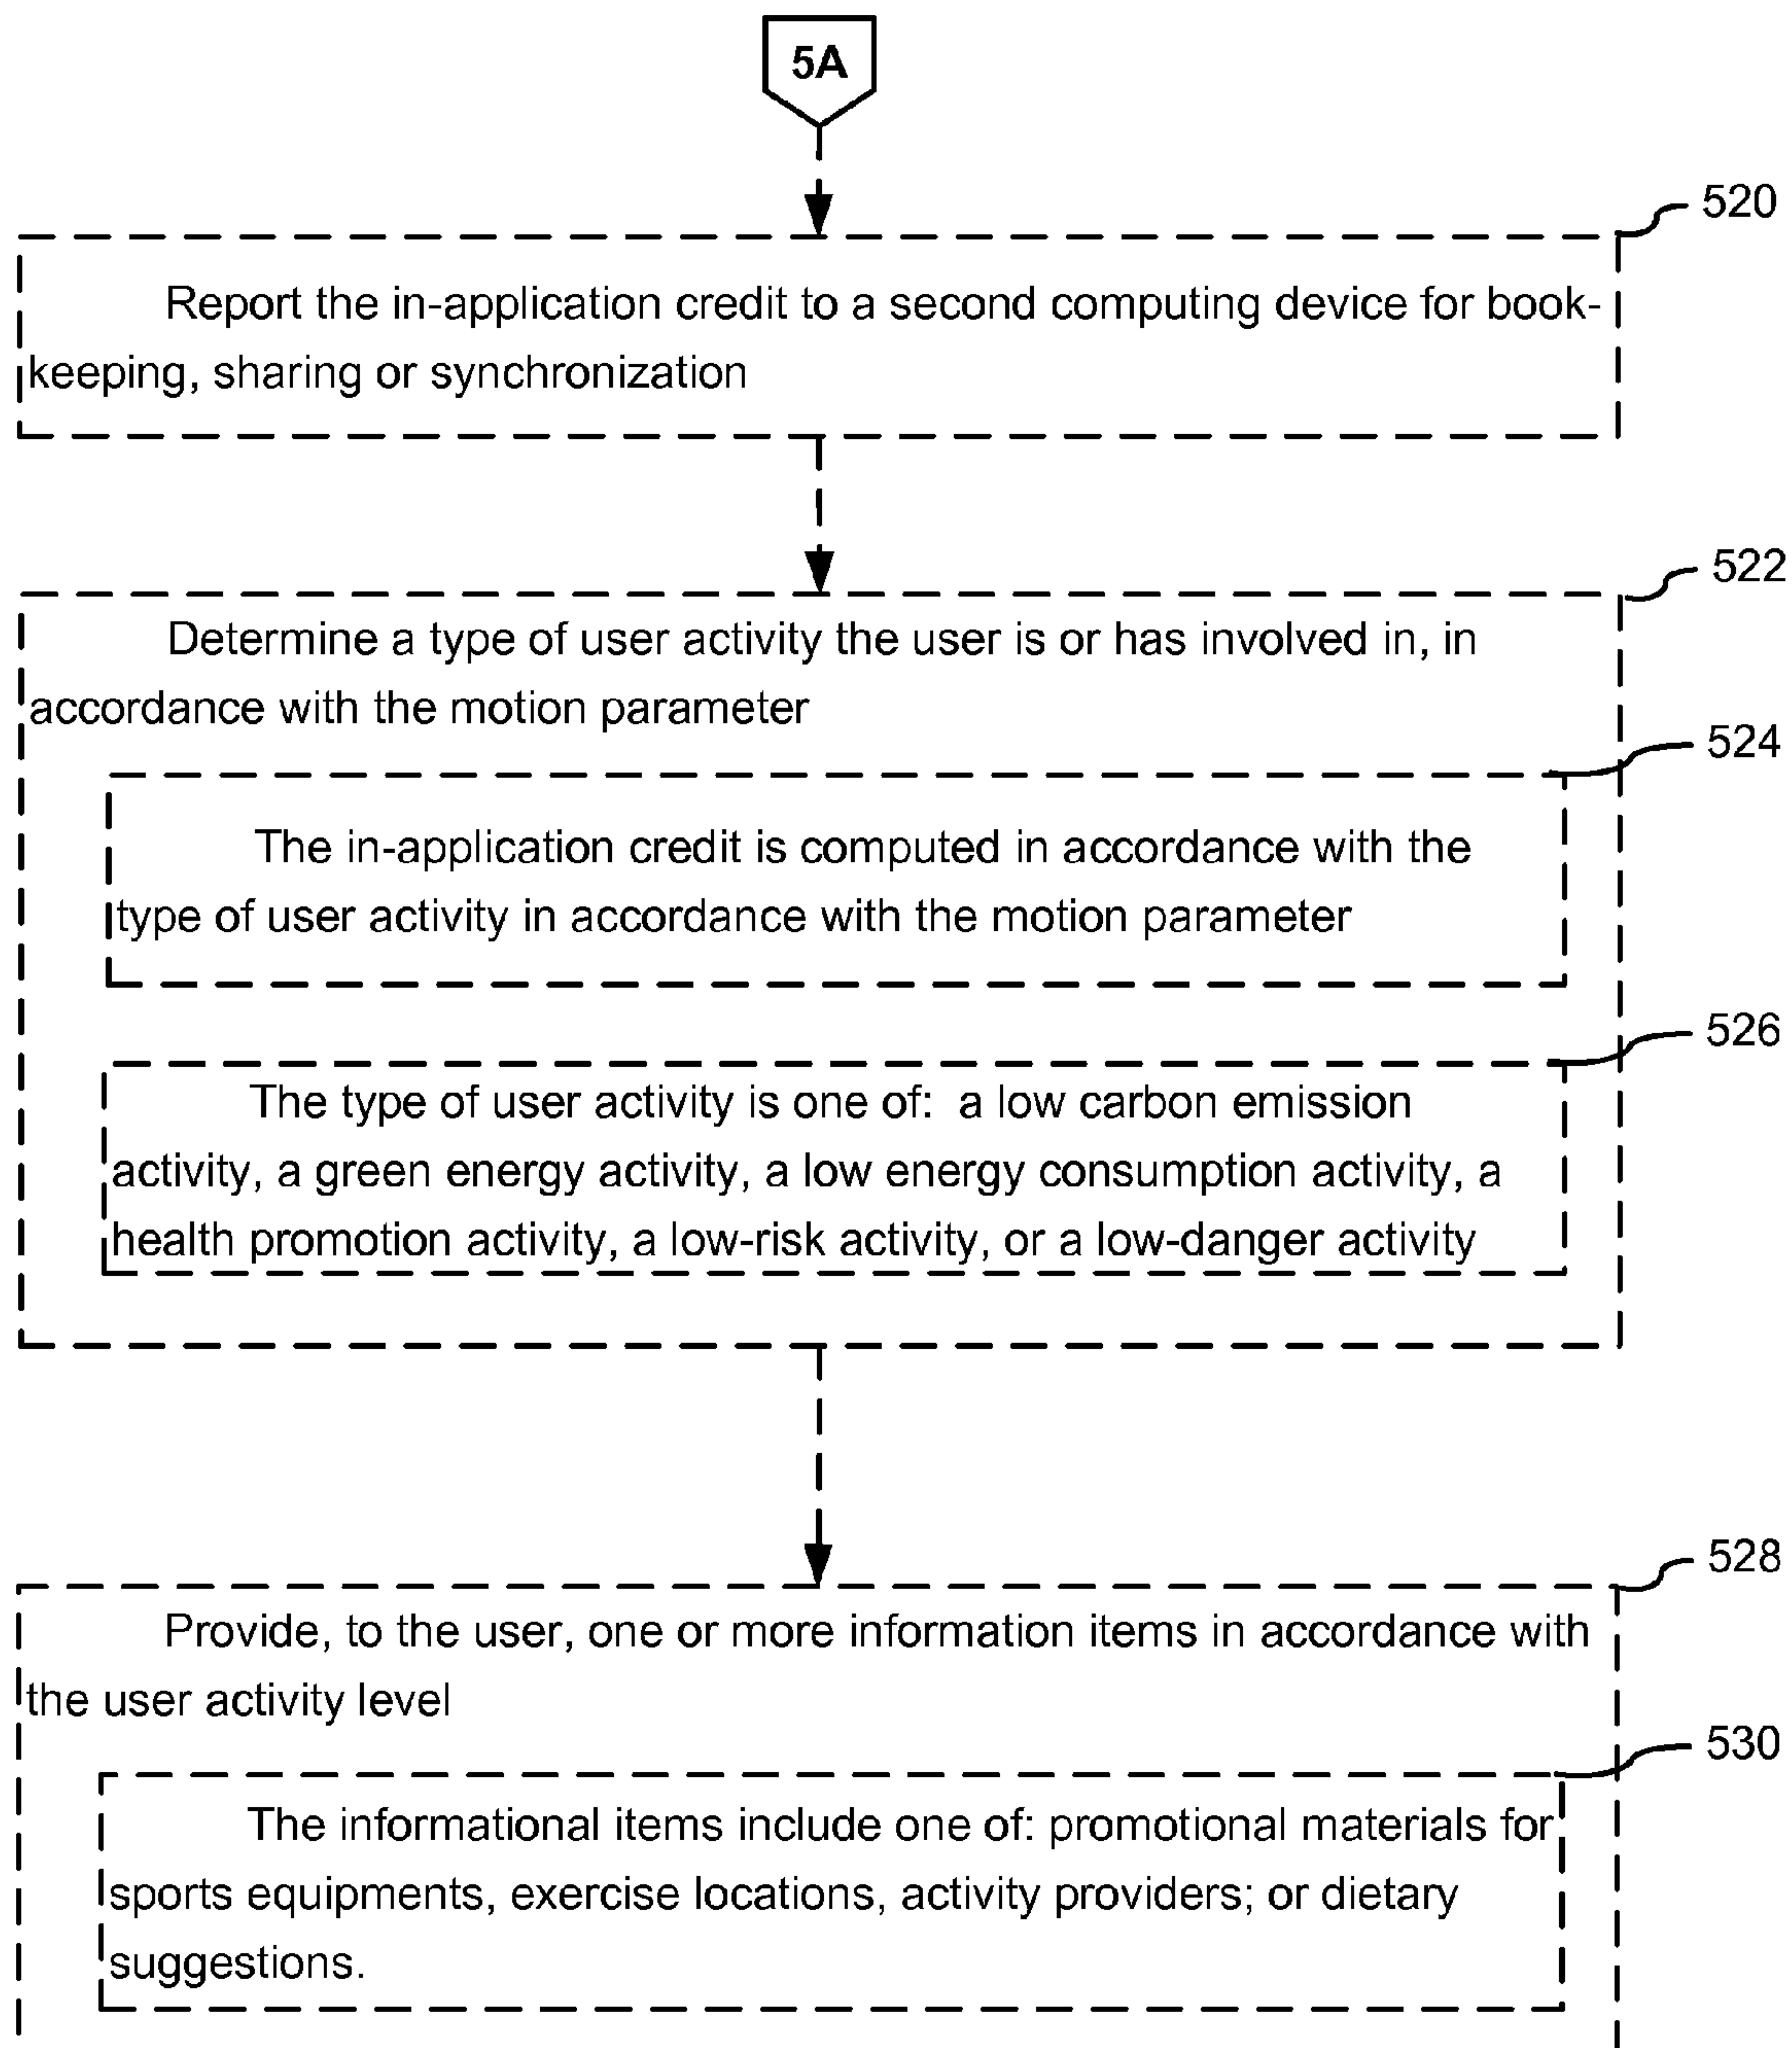 5A
520
Report the in-application credit to a second computing device for book-
keeping, sharing or synchronization
522
Determine a type of user activity the user is or has involved in, in
accordance with the motion parameter
524
The in-application credit is computed in accordance with the
type of user activity in accordance with the motion parameter
526
The type of user activity is one of:  a low carbon emission
activity, a green energy activity, a low energy consumption activity, a
health promotion activity, a low-risk activity, or a low-danger activity
528
Provide, to the user, one or more information items in accordance with
the user activity level
530
The informational items include one of: promotional materials for
sports equipments, exercise locations, activity providers; or dietary
suggestions.